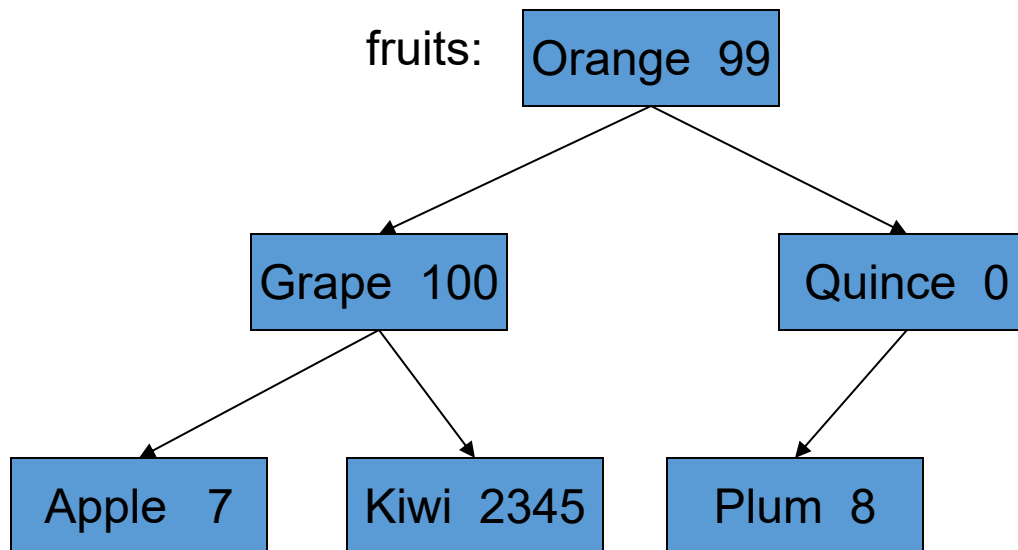 fruits:
Orange 99
Grape 100
Quince 0
Apple 7
Kiwi 2345
Plum 8